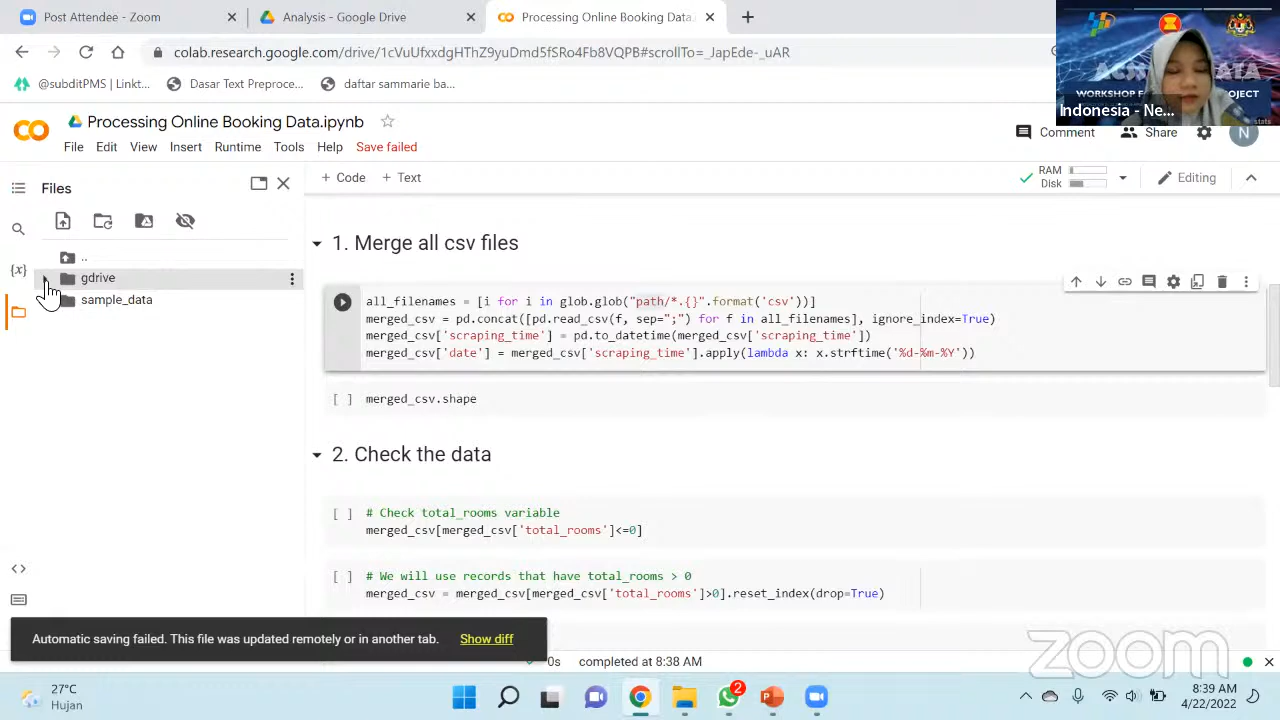 Post Attendee - Zoom
Analysis - Google Drive
Processing Online Booking Data.
colab.research.google.com/drive/
@subditPMS | Linkt...
Dasar Text Preproce...
daftar sammarie ba...
Indonesia - Ne...
WORKSHOP
Processing Online Booking Data.ipynb
File Edit View Insert Runtime Tools Help Save failed
Comment Share N
Files
+ Code + Text
RAM
Disk
Editing
{x}
..
gdrive
sample_data
1. Merge all csv files
all_filenames = [i for i in glob.glob("path/*.{}".format('csv'))]
merged_csv = pd.concat([pd.read_csv(f, sep=";") for f in all_filenames], ignore_index=True)
merged_csv['scraping_time'] = pd.to_datetime(merged_csv['scraping_time'])
merged_csv['date'] = merged_csv['scraping_time'].apply(lambda x: x.strftime('%d-%m-%Y'))
[ ] merged_csv.shape
2. Check the data
[ ] # Check total_rooms variable
merged_csv[merged_csv['total_rooms']<=0]
[ ] # We will use records that have total_rooms > 0
merged_csv = merged_csv[merged_csv['total_rooms']>0].reset_index(drop=True)
Automatic saving failed. This file was updated remotely or in another tab. Show diff
0s completed at 8:38 AM
zoom
27°C
Hujan
2
8:39 AM
4/22/2022